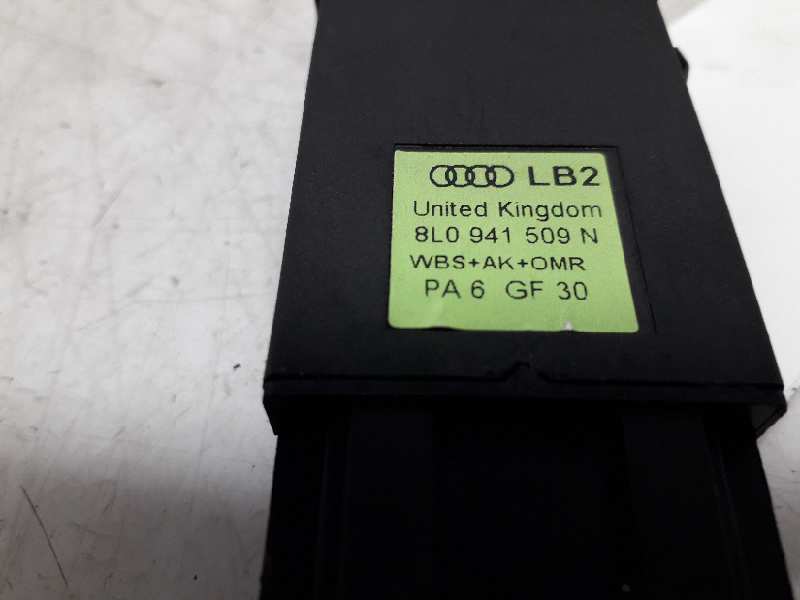 LB2
United Kingdom
8L0 941 509 N
WBS+AK+OMR
PA 6 GF 30